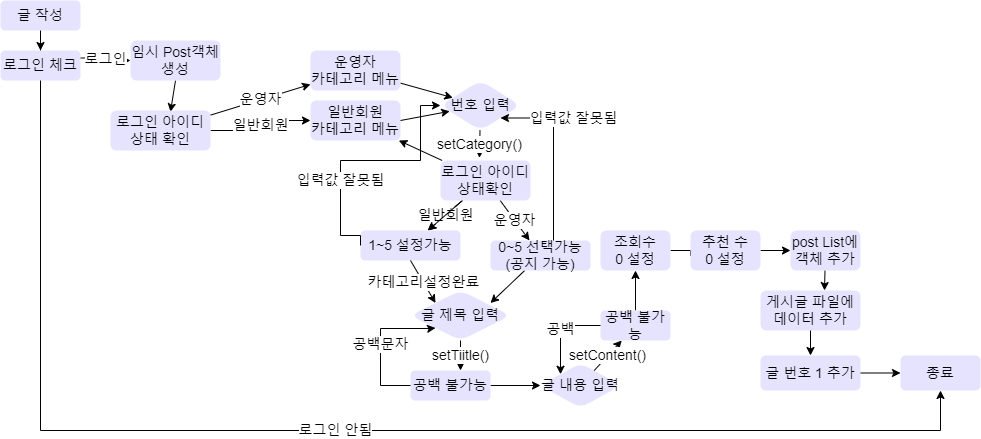 글 작성
로그인 체크
로그인
임시 Post객체
생성
로그인 아이디
상태 확인
운영자
일반회원
운영자
카테고리 메뉴
일반회원
카테고리 메뉴
번호 입력
입력값 잘못됨
setCategory()
로그인 아이디
상태확인
입력값 잘못됨
일반회원
운영자
1~5 설정가능
0~5 선택가능
(공지 가능)
카테고리설정완료
글 제목 입력
공백문자
setTiitle()
공백 불가능
글 내용 입력
공백
setContent()
공백 불가능
조회수
0 설정
추천 수
0 설정
post List에
객체 추가
게시글 파일에
데이터 추가
글 번호 1 추가
종료
로그인 안됨